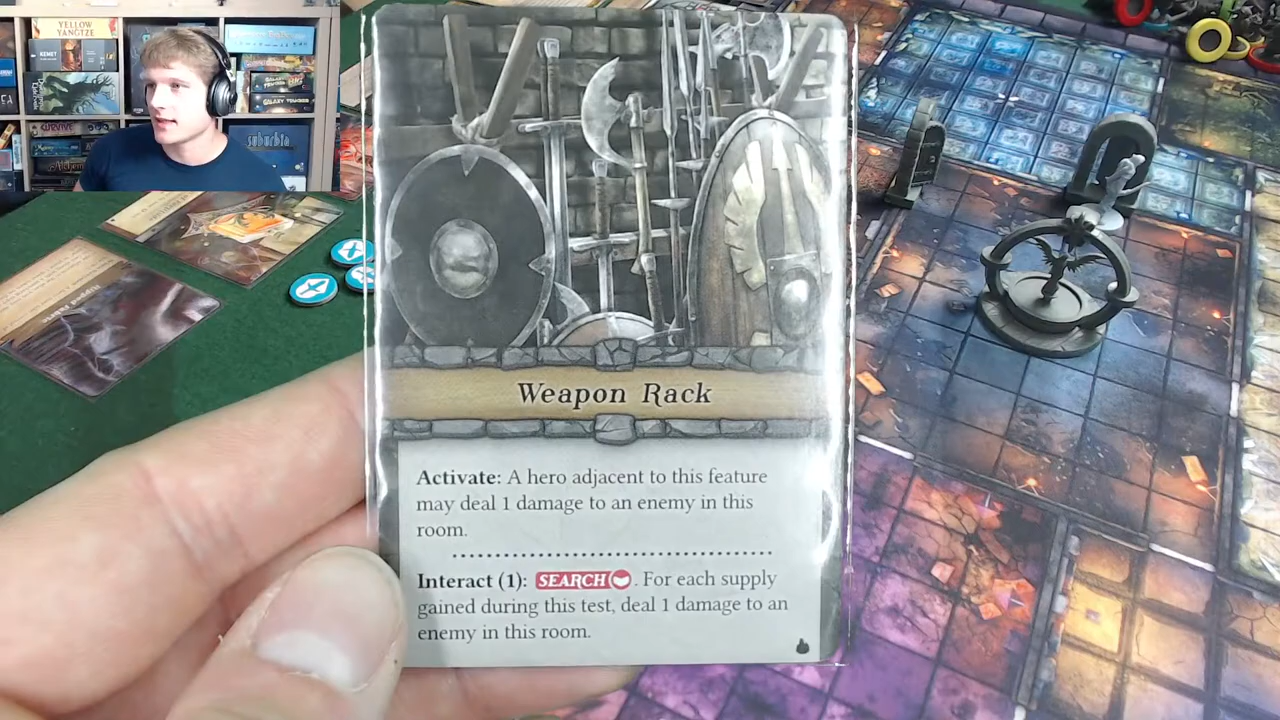 YELLOW
YANGTZE
KEMET
SURVIVE
suburbia
Weapon Rack
Activate: A hero adjacent to this feature
may deal 1 damage to an enemy in this
room.
Interact (1): SEARCH. For each supply
gained during this test, deal 1 damage to an
enemy in this room.